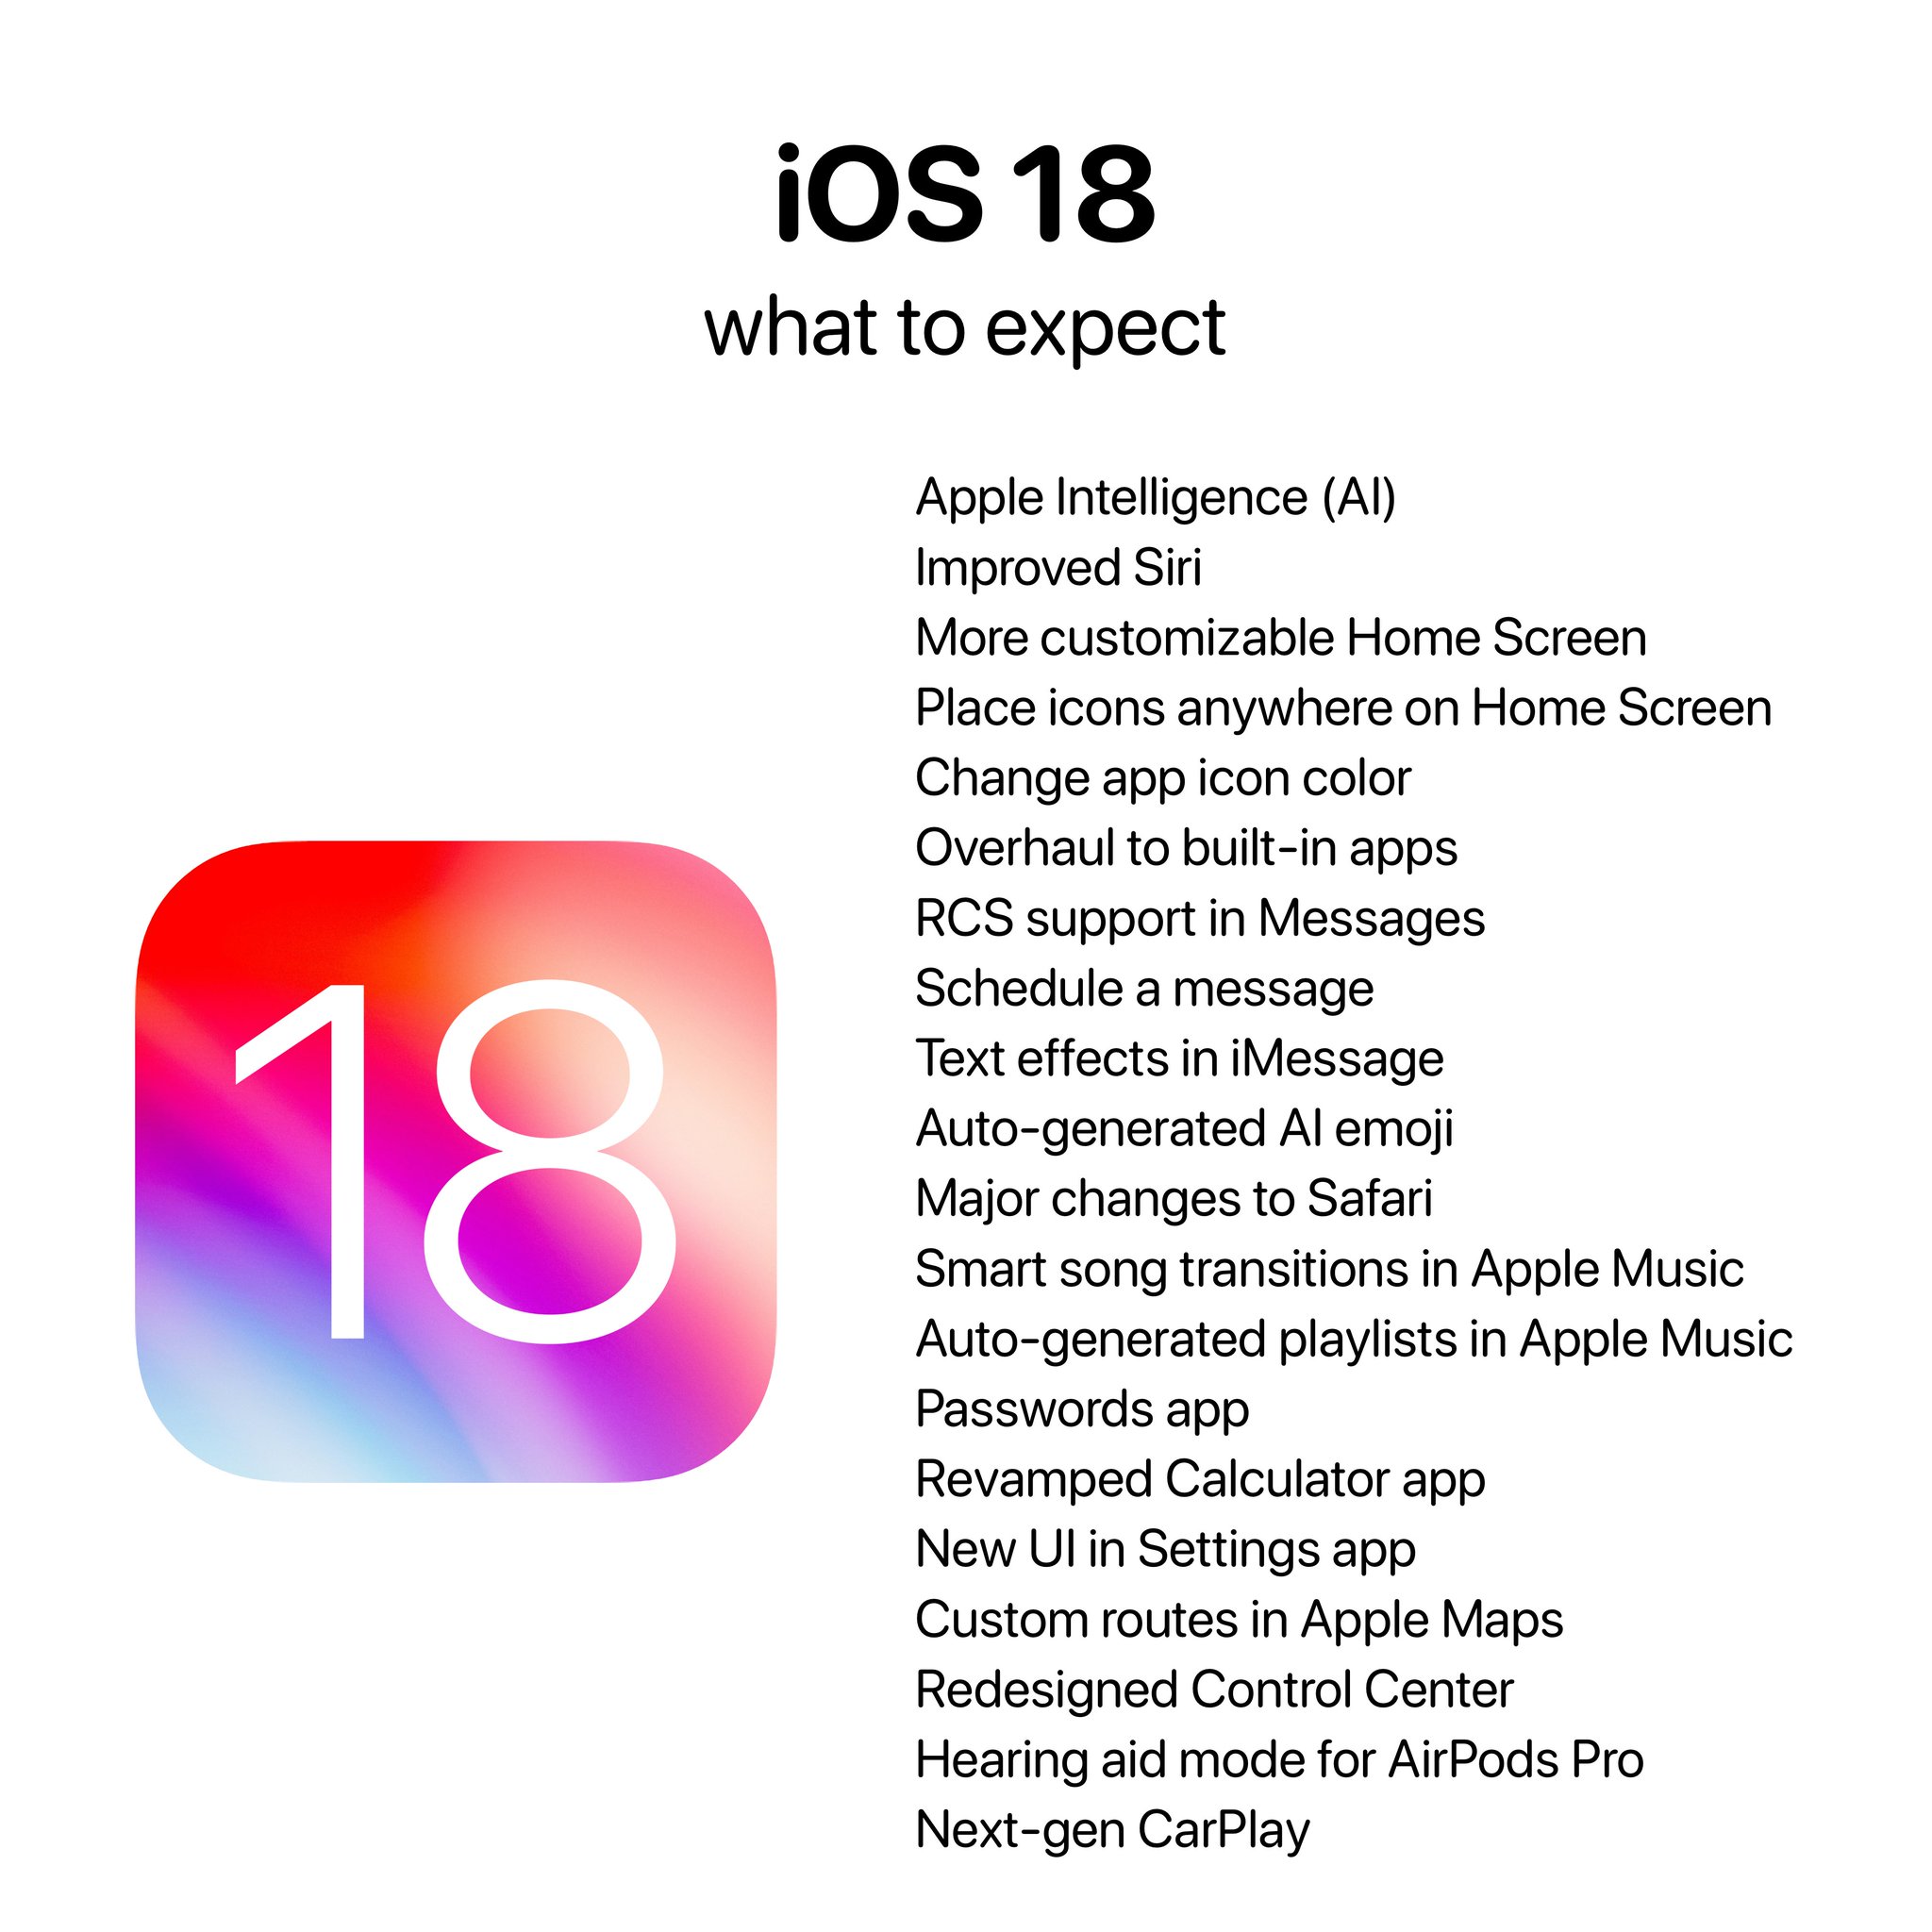 iOS 18
what to expect
18
Apple Intelligence (AI)
Improved Siri
More customizable Home Screen
Place icons anywhere on Home Screen
Change app icon color
Overhaul to built-in apps
RCS support in Messages
Schedule a message
Text effects in iMessage
Auto-generated AI emoji
Major changes to Safari
Smart song transitions in Apple Music
Auto-generated playlists in Apple Music
Passwords app
Revamped Calculator app
New UI in Settings app
Custom routes in Apple Maps
Redesigned Control Center
Hearing aid mode for AirPods Pro
Next-gen CarPlay